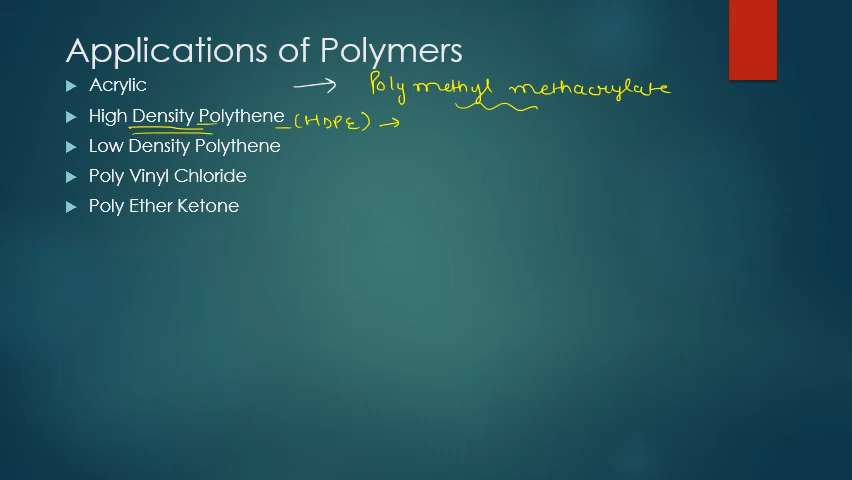 Applications of Polymers
Acrylic → Poly methyl methacrylate
High Density Polythene (HDPE) →
Low Density Polythene
Poly Vinyl Chloride
Poly Ether Ketone